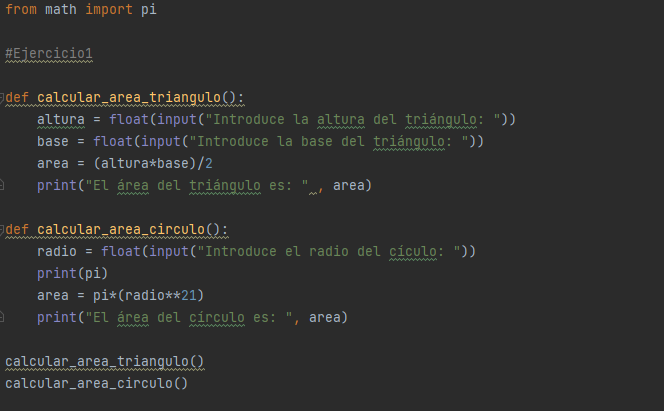 from math import pi
#Ejercicio1
def calcular_area_triangulo():
    altura = float(input("Introduce la altura del triángulo: "))
    base = float(input("Introduce la base del triángulo: "))
    area = (altura*base)/2
    print("El área del triángulo es: " , area)
def calcular_area_circulo():
    radio = float(input("Introduce el radio del cículo: "))
    print(pi)
    area = pi*(radio**21)
    print("El área del círculo es: ", area)
calcular_area_triangulo()
calcular_area_circulo()